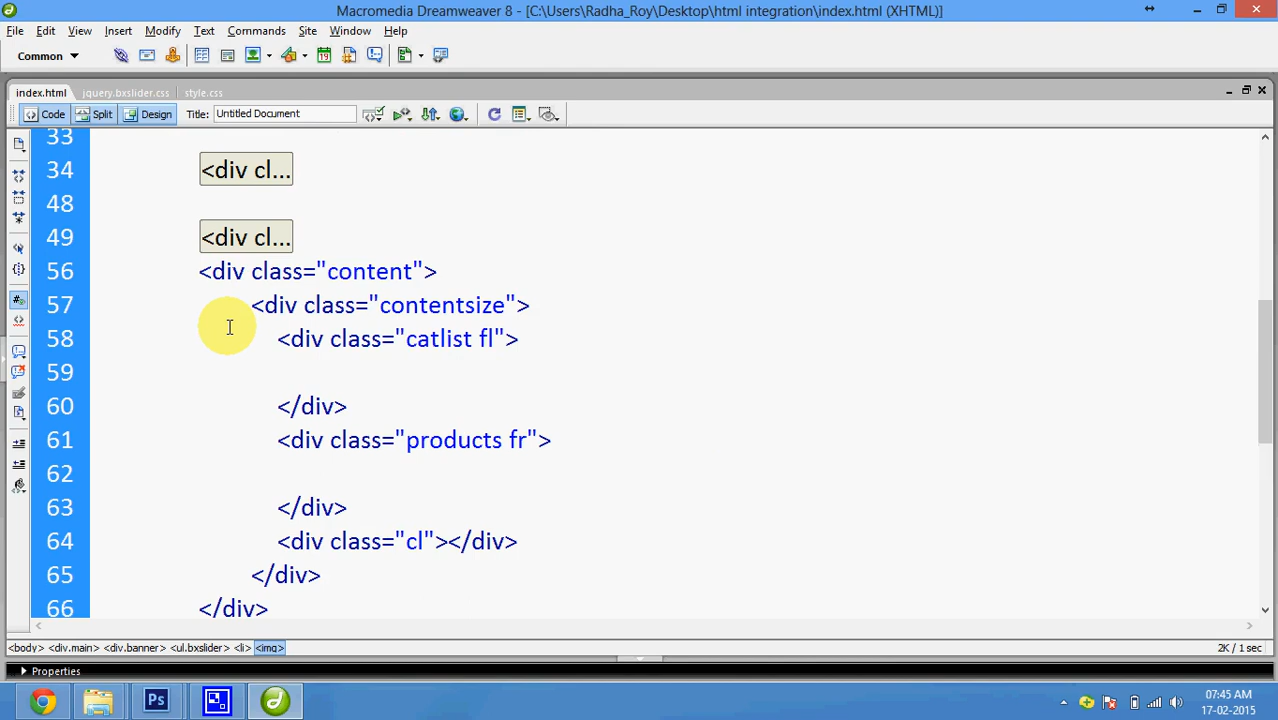 Macromedia Dreamweaver 8 - [C:\Users\Radha_Roy\Desktop\html integration\index.html (XHTML)]
File Edit View Insert Modify Text Commands Site Window Help
Common
index.html jquery.bxslider.css style.css
Code Split Design Title: Untitled Document
33
34 <div cl...
48
49 <div cl...
56 <div class="content">
57 <div class="contentsize">
58 <div class="catlist fl">
59
60 </div>
61 <div class="products fr">
62
63 </div>
64 <div class="cl"></div>
65 </div>
66 </div>
<body> <div.main> <div.banner> <ul.bxslider> <li> <img> 2K / 1 sec
Properties
Ps
07:45 AM
17-02-2015